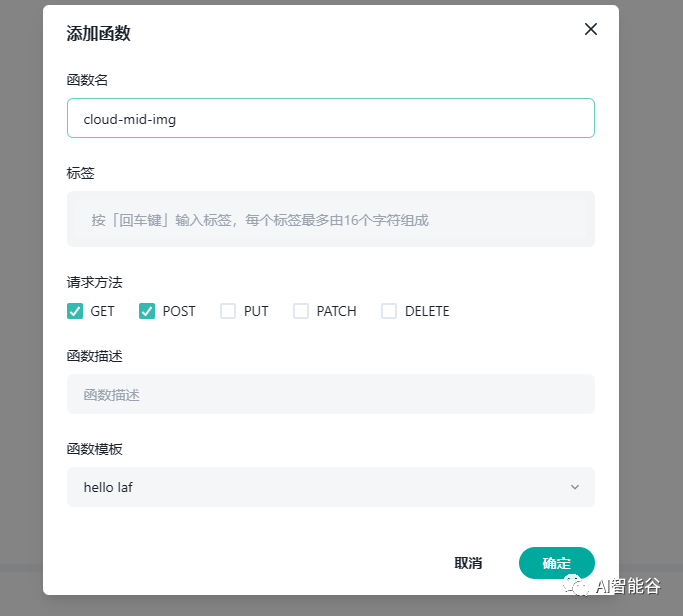 添加函数
函数名
cloud-mid-img
标签
按「回车键」输入标签，每个标签最多由16个字符组成
请求方法
GET POST PUT PATCH DELETE
函数描述
函数描述
函数模板
hello laf
取消 确定
AI智能谷